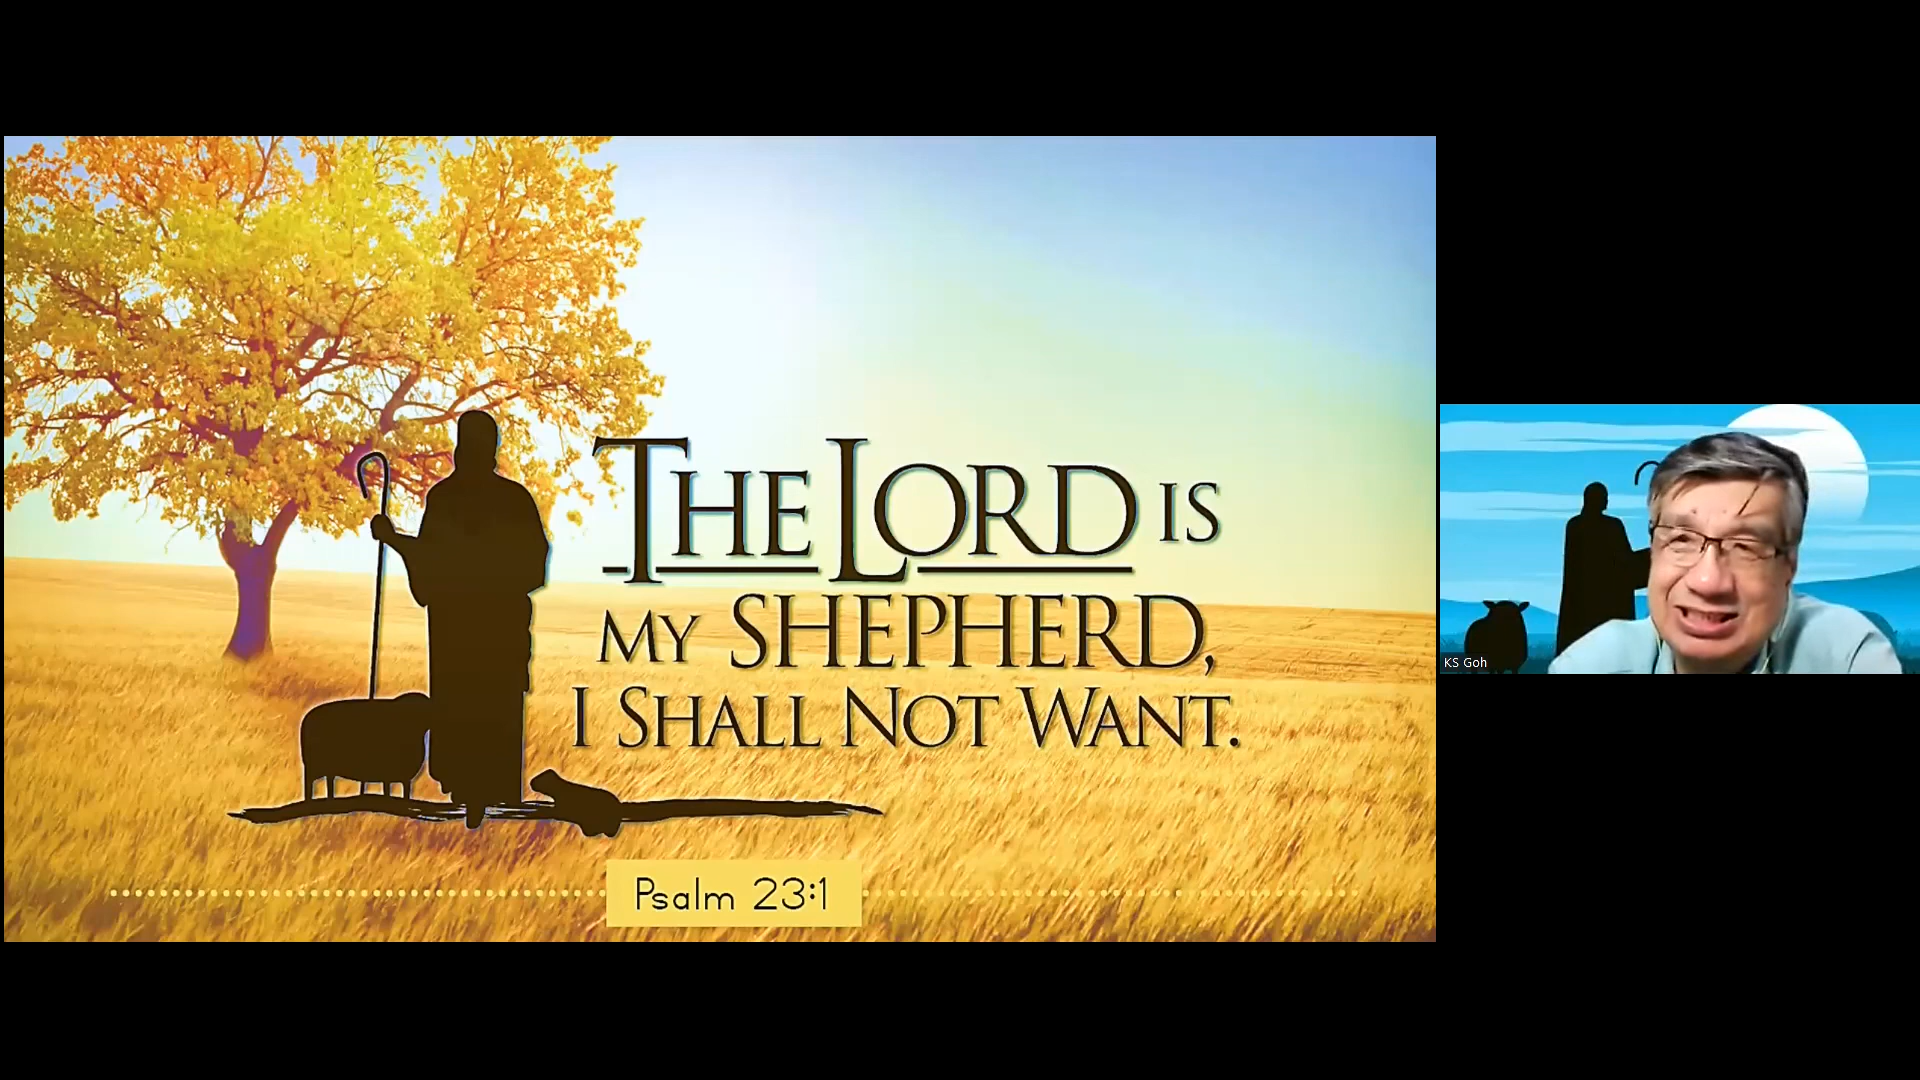 THE LORD IS
MY SHEPHERD,
I SHALL NOT WANT.
Psalm 23:1
KS Goh